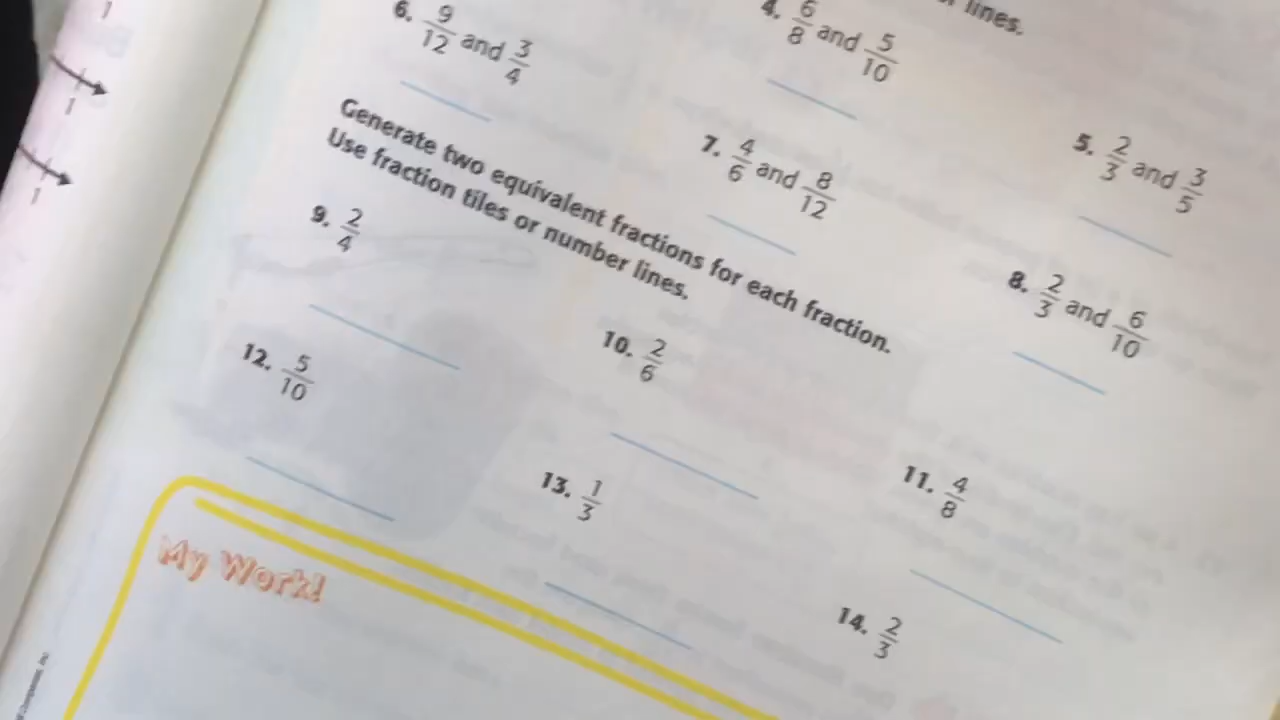 lines.
4. 6/8 and 5/10
5. 2/3 and 3/5
6. 9/12 and 3/4
7. 4/6 and 8/12
8. 2/3 and 6/10
Generate two equivalent fractions for each fraction.
Use fraction tiles or number lines.
9. 2/4
10. 2/6
11. 4/8
12. 5/10
13. 1/3
14. 2/3
My Work!
1
1
1